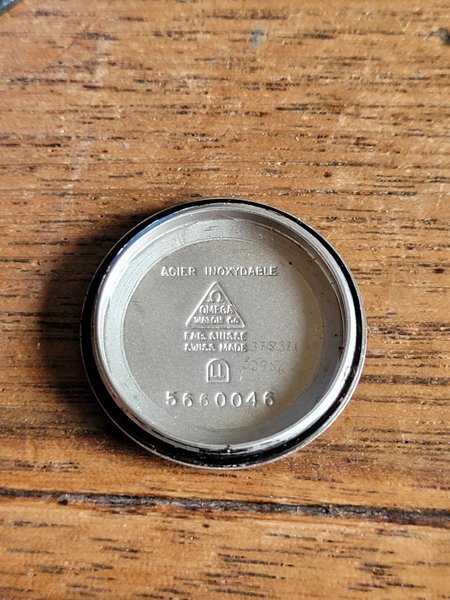 ACIER INOXYDABLE
Ω
OMEGA
WATCH Co
FAB. SUISSE
SWISS MADE
5660046